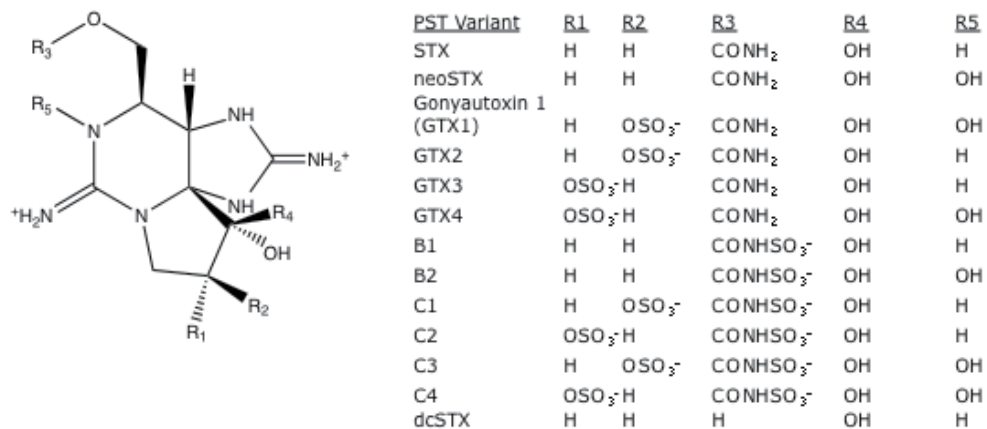 O
R₃
H
R₅
N
NH
NH₂⁺
⁺H₂N
N
NH
R₄
OH
R₂
R₁
PST Variant R1 R2 R3 R4 R5
STX H H CONH₂ OH H
neoSTX H H CONH₂ OH OH
Gonyautoxin 1
(GTX1) H OSO₃⁻ CONH₂ OH OH
GTX2 H OSO₃⁻ CONH₂ OH H
GTX3 OSO₃⁻ H CONH₂ OH H
GTX4 OSO₃⁻ H CONH₂ OH OH
B1 H H CONHSO₃⁻ OH H
B2 H H CONHSO₃⁻ OH OH
C1 H OSO₃⁻ CONHSO₃⁻ OH H
C2 OSO₃⁻ H CONHSO₃⁻ OH H
C3 H OSO₃⁻ CONHSO₃⁻ OH OH
C4 OSO₃⁻ H CONHSO₃⁻ OH OH
dcSTX H H H OH H